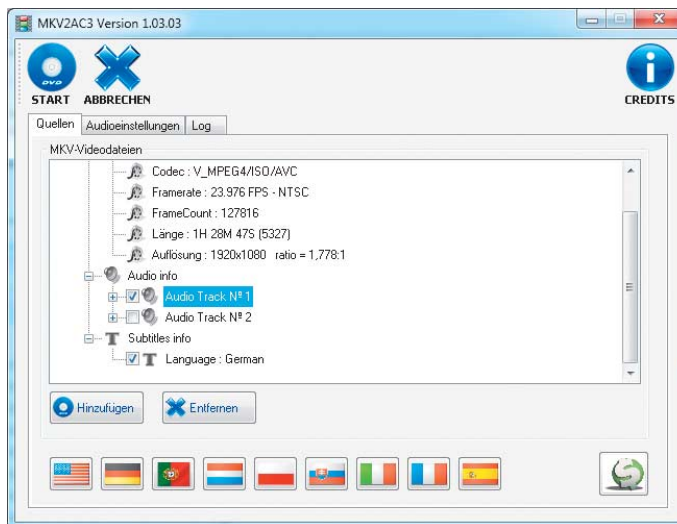 MKV2AC3 Version 1.03.03
DVD
START ABBRECHEN
CREDITS
Quellen Audioeinstellungen Log
MKV-Videodateien
Codec : V_MPEG4/ISO/AVC
Framerate : 23.976 FPS - NTSC
FrameCount : 127816
Länge : 1H 28M 47S (5327)
Auflösung : 1920x1080 ratio = 1,778:1
Audio info
Audio Track Nº 1
Audio Track Nº 2
T Subtitles info
T Language : German
Hinzufügen Entfernen